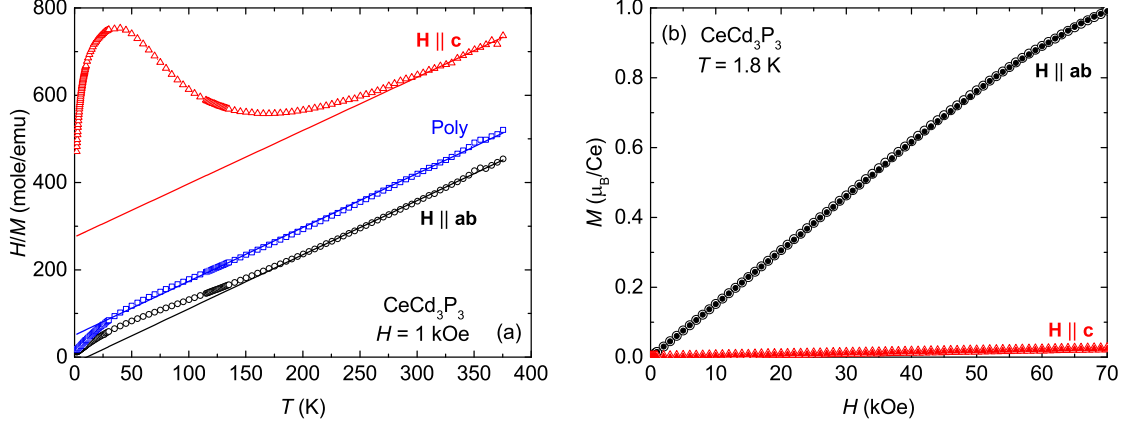 800
600
400
200
0
H/M (mole/emu)
H || c
Poly
H || ab
CeCd₃P₃
H = 1 kOe
(a)
0 50 100 150 200 250 300 350 400
T (K)
1.0
0.8
0.6
0.4
0.2
0.0
M (μ_B/Ce)
(b)
CeCd₃P₃
T = 1.8 K
H || ab
H || c
0 10 20 30 40 50 60 70
H (kOe)